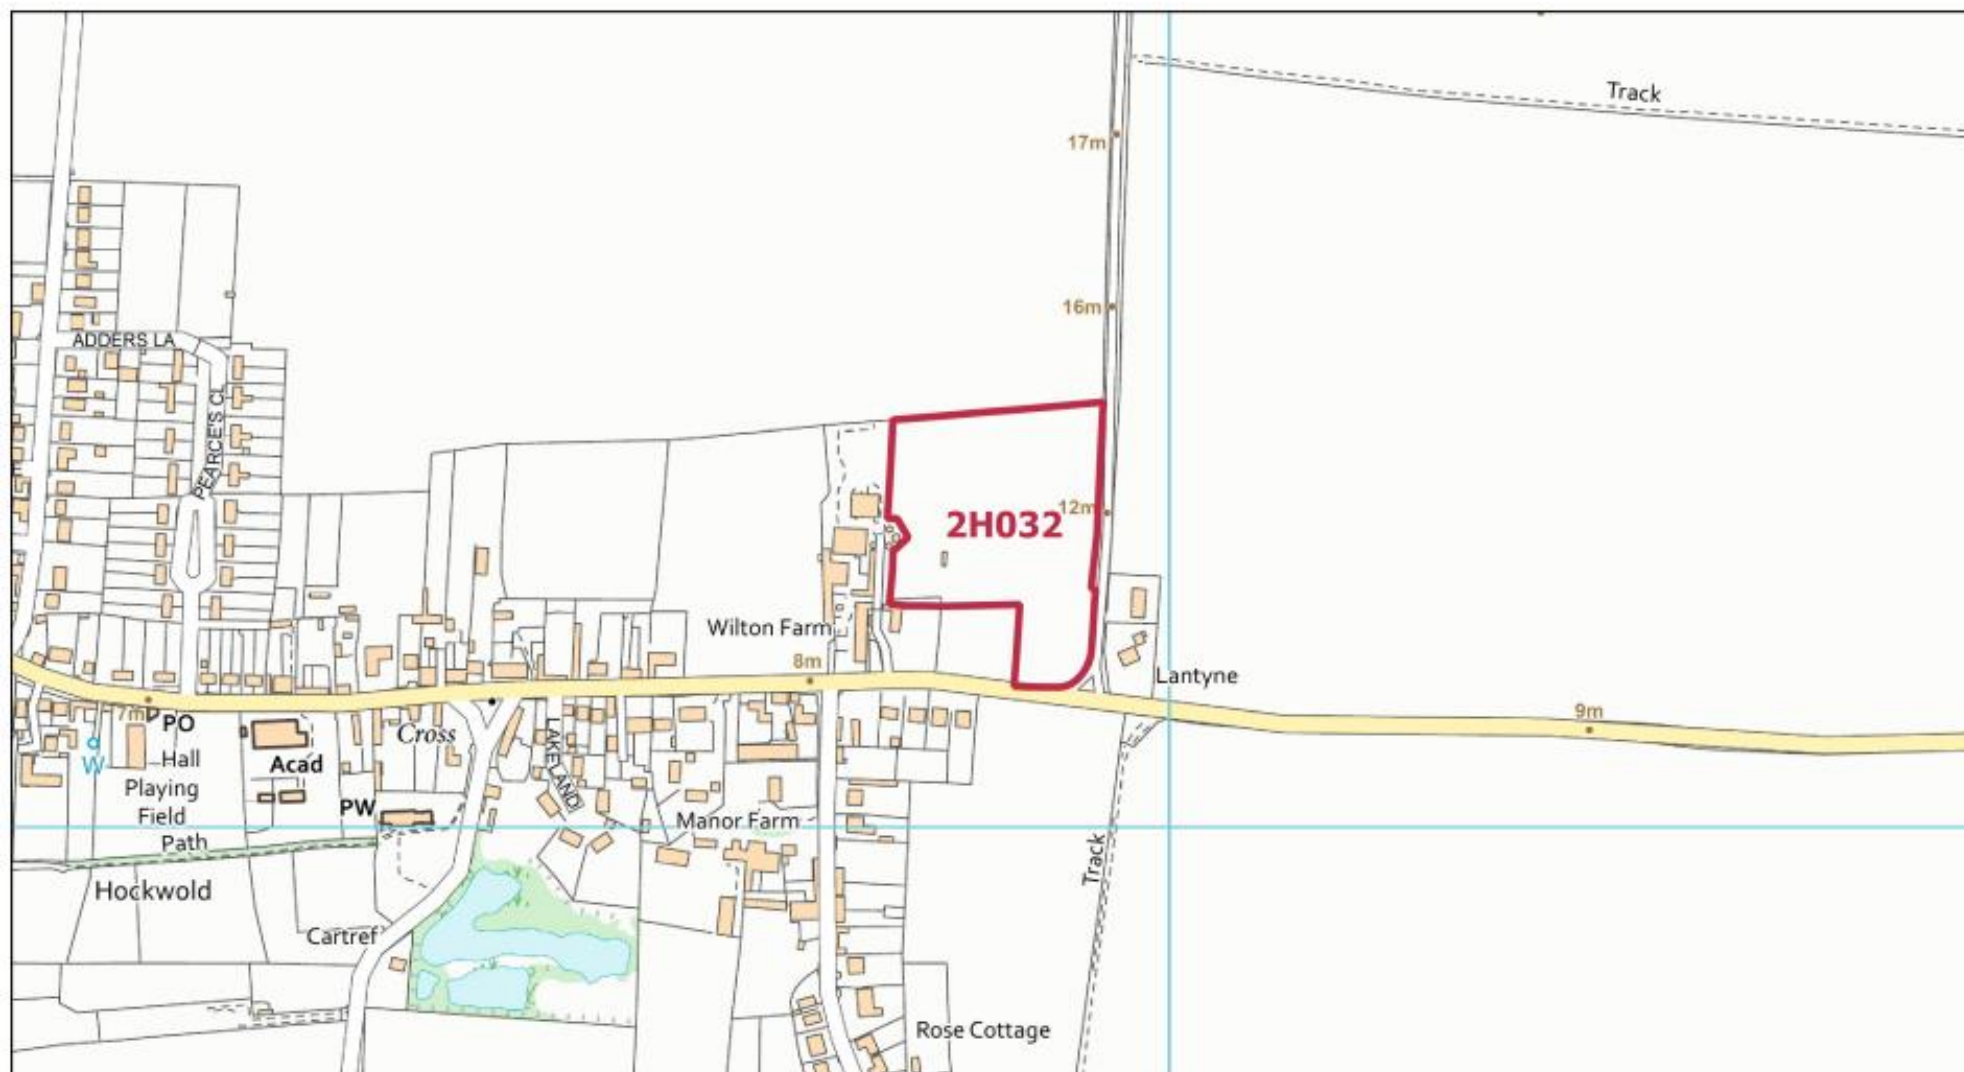 Track
17m
16m
ADDERS LA
PEARCE'S CL
12m
2H032
Wilton Farm
8m
Lantyne
7m
PO
Hall
Playing
Field
Path
W
Acad
PW
Cross
LAKELAND
Manor Farm
9m
Track
Hockwold
Cartref
Rose Cottage